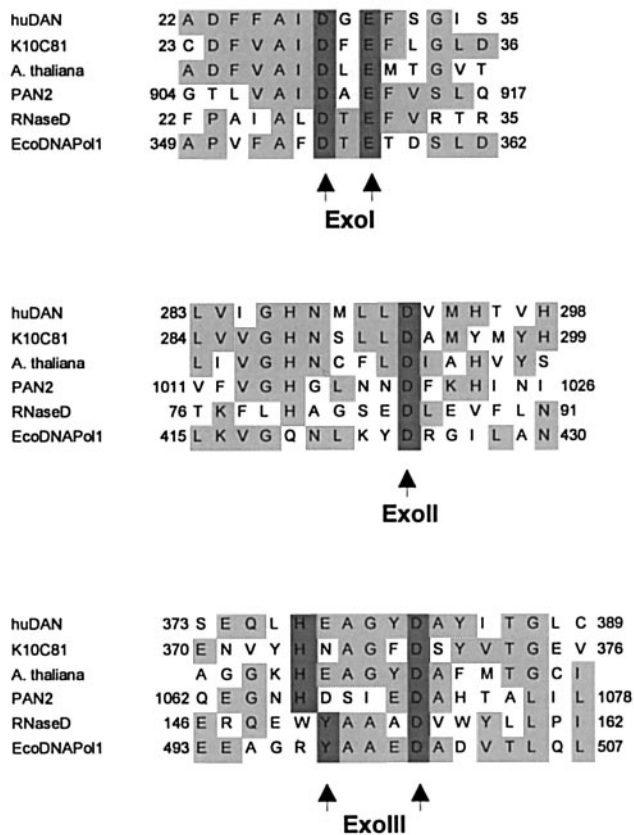 huDAN 22 A D F F A I D G E F S G I S 35
K10C81 23 C D F V A I D F E F L G L D 36
A. thaliana A D F V A I D L E M T G V T
PAN2 904 G T L V A I D A E F V S L Q 917
RNaseD 22 F P A I A L D T E F V R T R 35
EcoDNAPol1 349 A P V F A F D T E T D S L D 362
ExoI
huDAN 283 L V I G H N M L L D V M H T V H 298
K10C81 284 L V V G H N S L L D A M Y M Y H 299
A. thaliana L I V G H N C F L D I A H V Y S
PAN2 1011 V F V G H G L N N D F K H I N I 1026
RNaseD 76 T K F L H A G S E D L E V F L N 91
EcoDNAPol1 415 L K V G Q N L K Y D R G I L A N 430
ExoII
huDAN 373 S E Q L H E A G Y D A Y I T G L C 389
K10C81 370 E N V Y H N A G F D S Y V T G E V 376
A. thaliana A G G K H E A G Y D A F M T G C I
PAN2 1062 Q E G N H D S I E D A H T A L I L 1078
RNaseD 146 E R Q E W Y A A A D V W Y L L P I 162
EcoDNAPol1 493 E E A G R Y A A E D A D V T L Q L 507
ExoIII